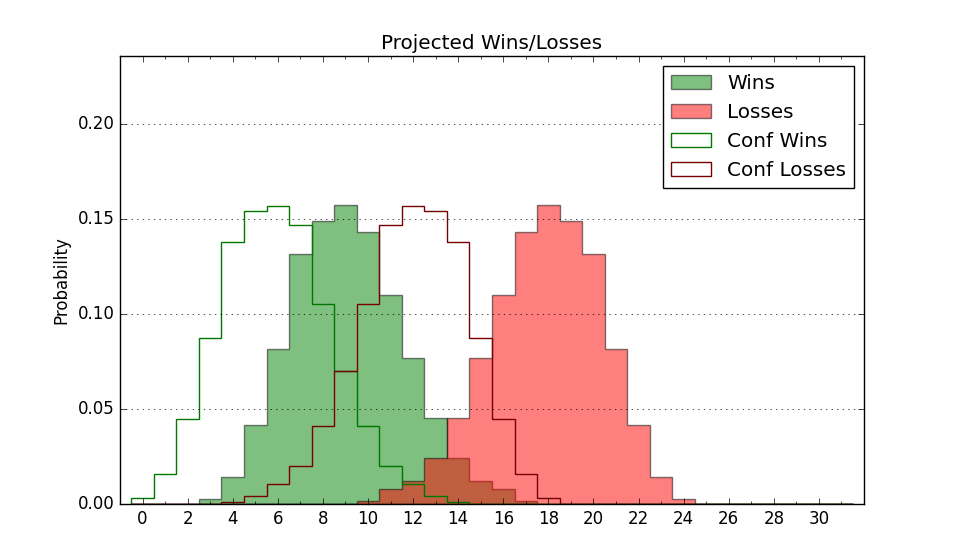 Projected Wins/Losses
Wins
Losses
Conf Wins
Conf Losses
Probability
0.20
0.15
0.10
0.05
0.00
0 2 4 6 8 10 12 14 16 18 20 22 24 26 28 30